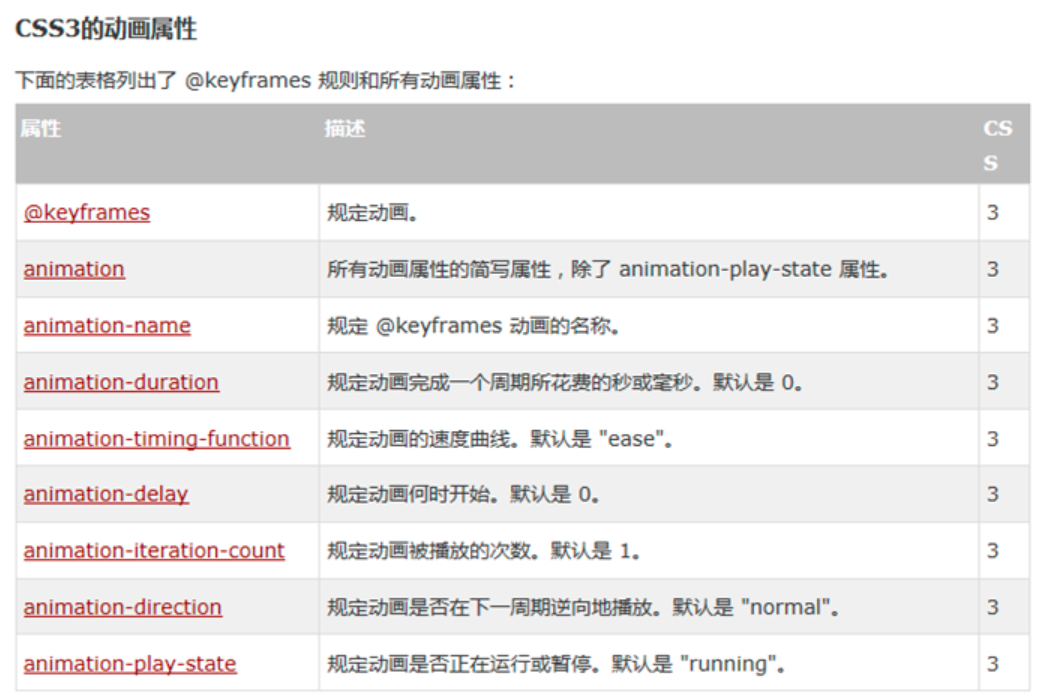 CSS3的动画属性
下面的表格列出了 @keyframes 规则和所有动画属性：
属性 描述 CS
S
@keyframes 规定动画。 3
animation 所有动画属性的简写属性，除了 animation-play-state 属性。 3
animation-name 规定 @keyframes 动画的名称。 3
animation-duration 规定动画完成一个周期所花费的秒或毫秒。默认是 0。 3
animation-timing-function 规定动画的速度曲线。默认是 "ease"。 3
animation-delay 规定动画何时开始。默认是 0。 3
animation-iteration-count 规定动画被播放的次数。默认是 1。 3
animation-direction 规定动画是否在下一周期逆向地播放。默认是 "normal"。 3
animation-play-state 规定动画是否正在运行或暂停。默认是 "running"。 3